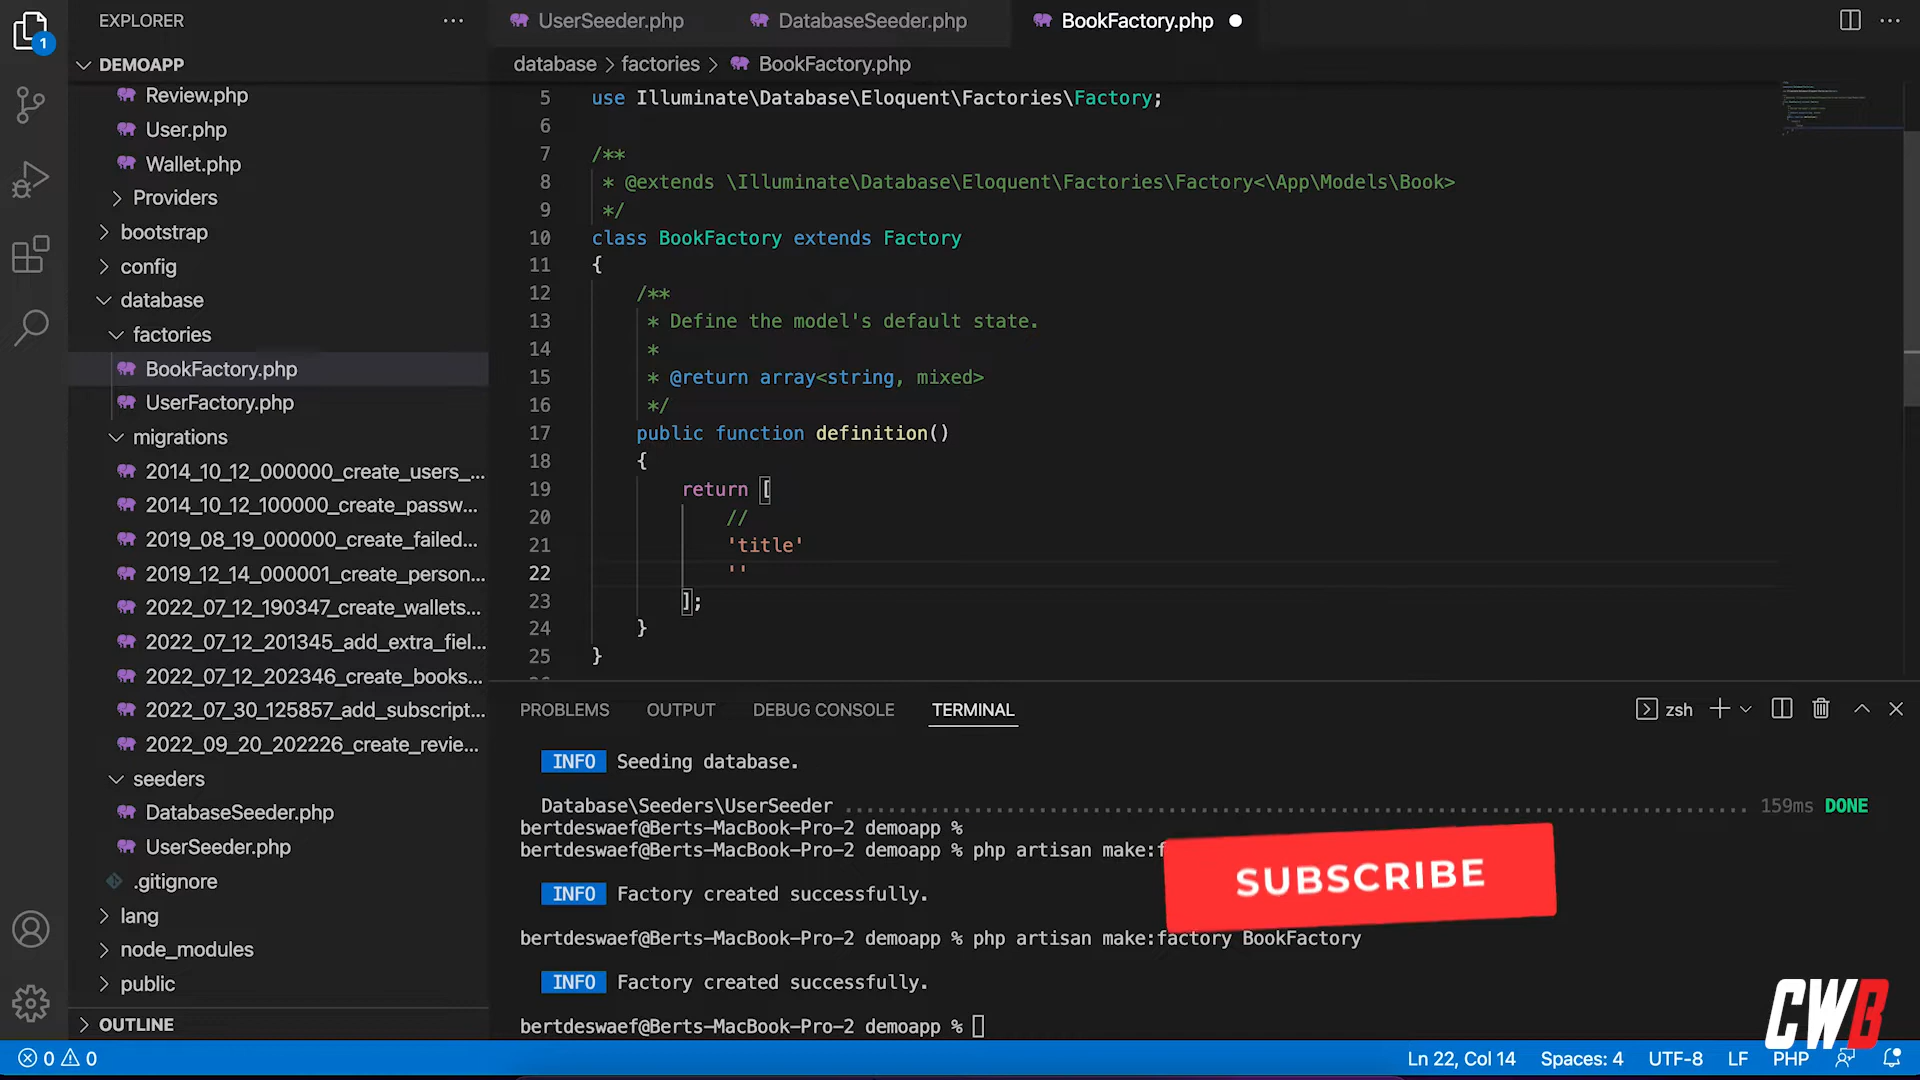 EXPLORER
1
DEMOAPP
Review.php
User.php
Wallet.php
Providers
bootstrap
config
database
factories
BookFactory.php
UserFactory.php
migrations
2014_10_12_000000_create_users_...
2014_10_12_100000_create_passw...
2019_08_19_000000_create_failed...
2019_12_14_000001_create_person...
2022_07_12_190347_create_wallets...
2022_07_12_201345_add_extra_fiel...
2022_07_12_202346_create_books...
2022_07_30_125857_add_subscript...
2022_09_20_202226_create_revie...
seeders
DatabaseSeeder.php
UserSeeder.php
.gitignore
lang
node_modules
public
OUTLINE
UserSeeder.php DatabaseSeeder.php BookFactory.php
database > factories > BookFactory.php
5 use Illuminate\Database\Eloquent\Factories\Factory;
6
7 /**
8 * @extends \Illuminate\Database\Eloquent\Factories\Factory<\App\Models\Book>
9 */
10 class BookFactory extends Factory
11 {
12 /**
13 * Define the model's default state.
14 *
15 * @return array<string, mixed>
16 */
17 public function definition()
18 {
19 return [
20 //
21 'title'
22 ''
23 ];
24 }
25 }
PROBLEMS OUTPUT DEBUG CONSOLE TERMINAL zsh
INFO Seeding database.
Database\Seeders\UserSeeder ........................................................................ 159ms DONE
bertdeswaef@Berts-MacBook-Pro-2 demoapp %
bertdeswaef@Berts-MacBook-Pro-2 demoapp % php artisan make:f
SUBSCRIBE
INFO Factory created successfully.
bertdeswaef@Berts-MacBook-Pro-2 demoapp % php artisan make:factory BookFactory
INFO Factory created successfully.
bertdeswaef@Berts-MacBook-Pro-2 demoapp %
CWB
0 0 Ln 22, Col 14 Spaces: 4 UTF-8 LF PHP